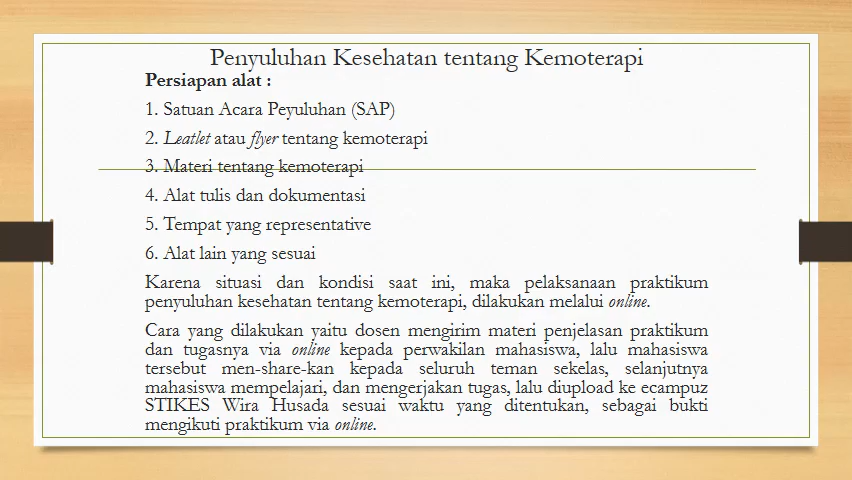 Penyuluhan Kesehatan tentang Kemoterapi
Persiapan alat :
1. Satuan Acara Peyuluhan (SAP)
2. Leatlet atau flyer tentang kemoterapi
3. Materi tentang kemoterapi
4. Alat tulis dan dokumentasi
5. Tempat yang representative
6. Alat lain yang sesuai
Karena situasi dan kondisi saat ini, maka pelaksanaan praktikum
penyuluhan kesehatan tentang kemoterapi, dilakukan melalui online.
Cara yang dilakukan yaitu dosen mengirim materi penjelasan praktikum
dan tugasnya via online kepada perwakilan mahasiswa, lalu mahasiswa
tersebut men-share-kan kepada seluruh teman sekelas, selanjutnya
mahasiswa mempelajari, dan mengerjakan tugas, lalu diupload ke ecampuz
STIKES Wira Husada sesuai waktu yang ditentukan, sebagai bukti
mengikuti praktikum via online.